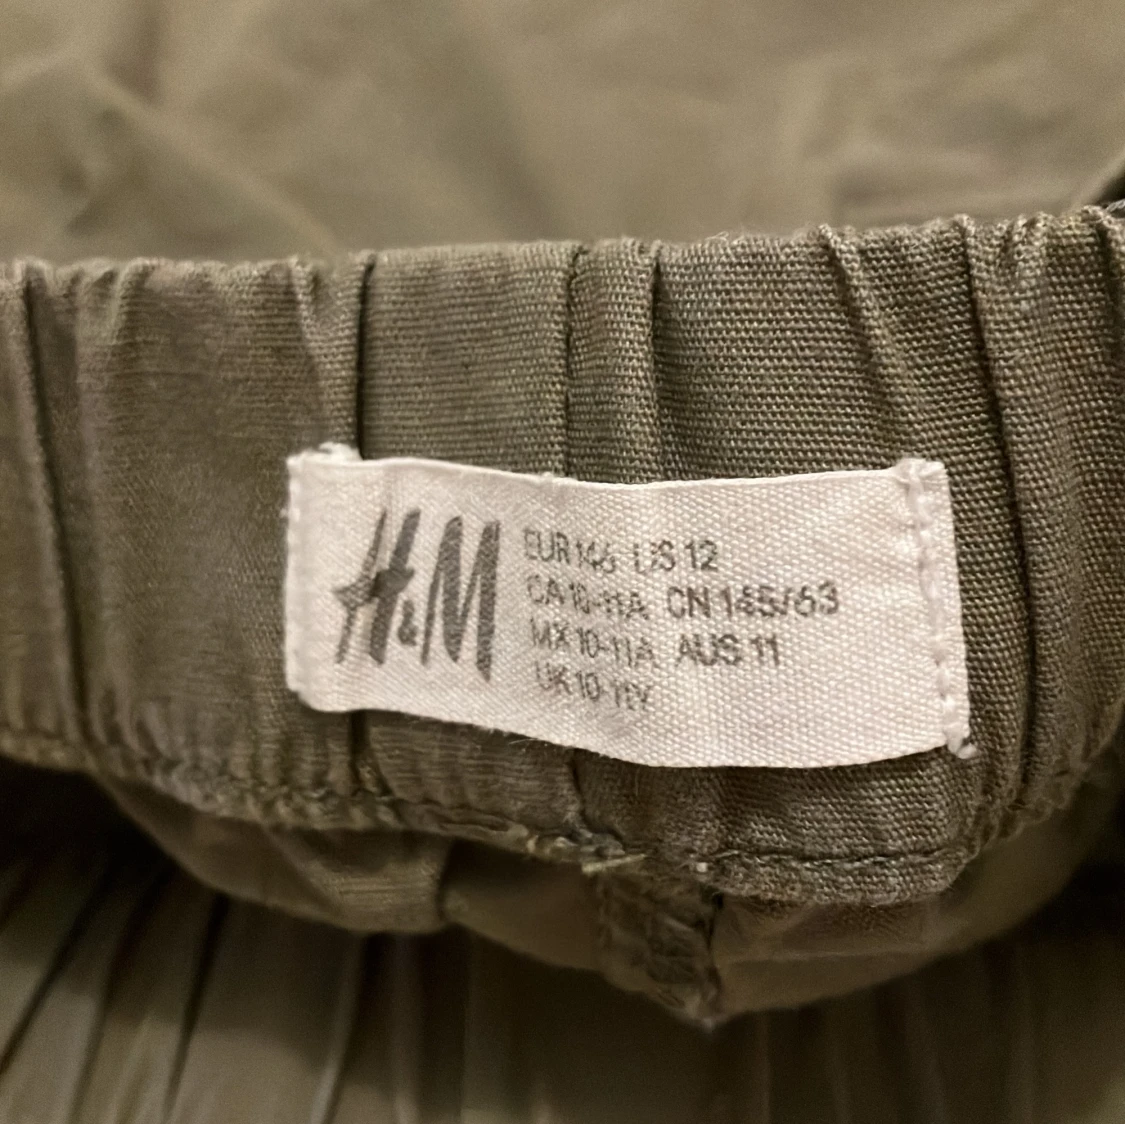 H&M
EUR 146 US 12
CA 10-11A CN 145/63
MX 10-11A AUS 11
UK 10-11Y